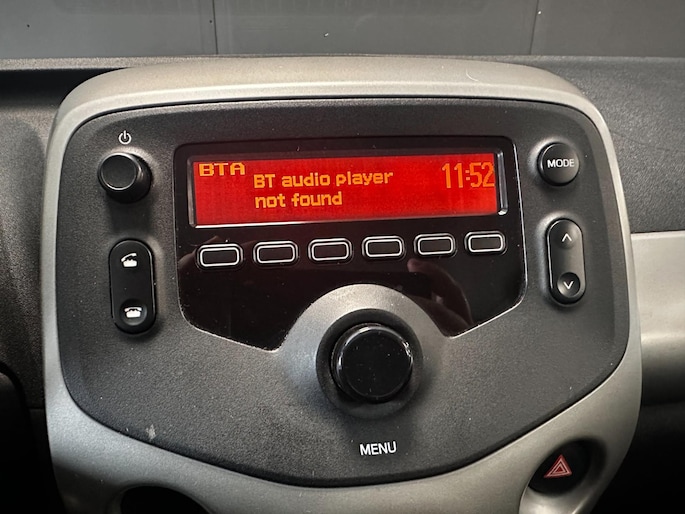 BTA
BT audio player
not found
11:52
MODE
MENU